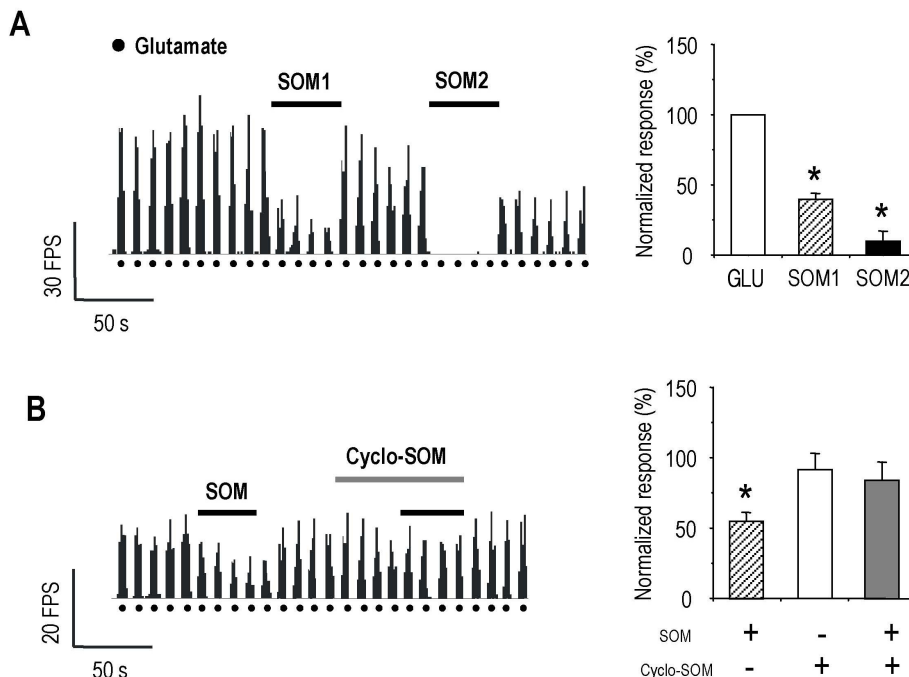 A
Glutamate
SOM1
SOM2
30 FPS
50 s
Normalized response (%)
150
100
50
0
*
*
GLU
SOM1
SOM2
B
Cyclo-SOM
SOM
20 FPS
50 s
Normalized response (%)
150
100
50
0
*
SOM + - +
Cyclo-SOM - + +